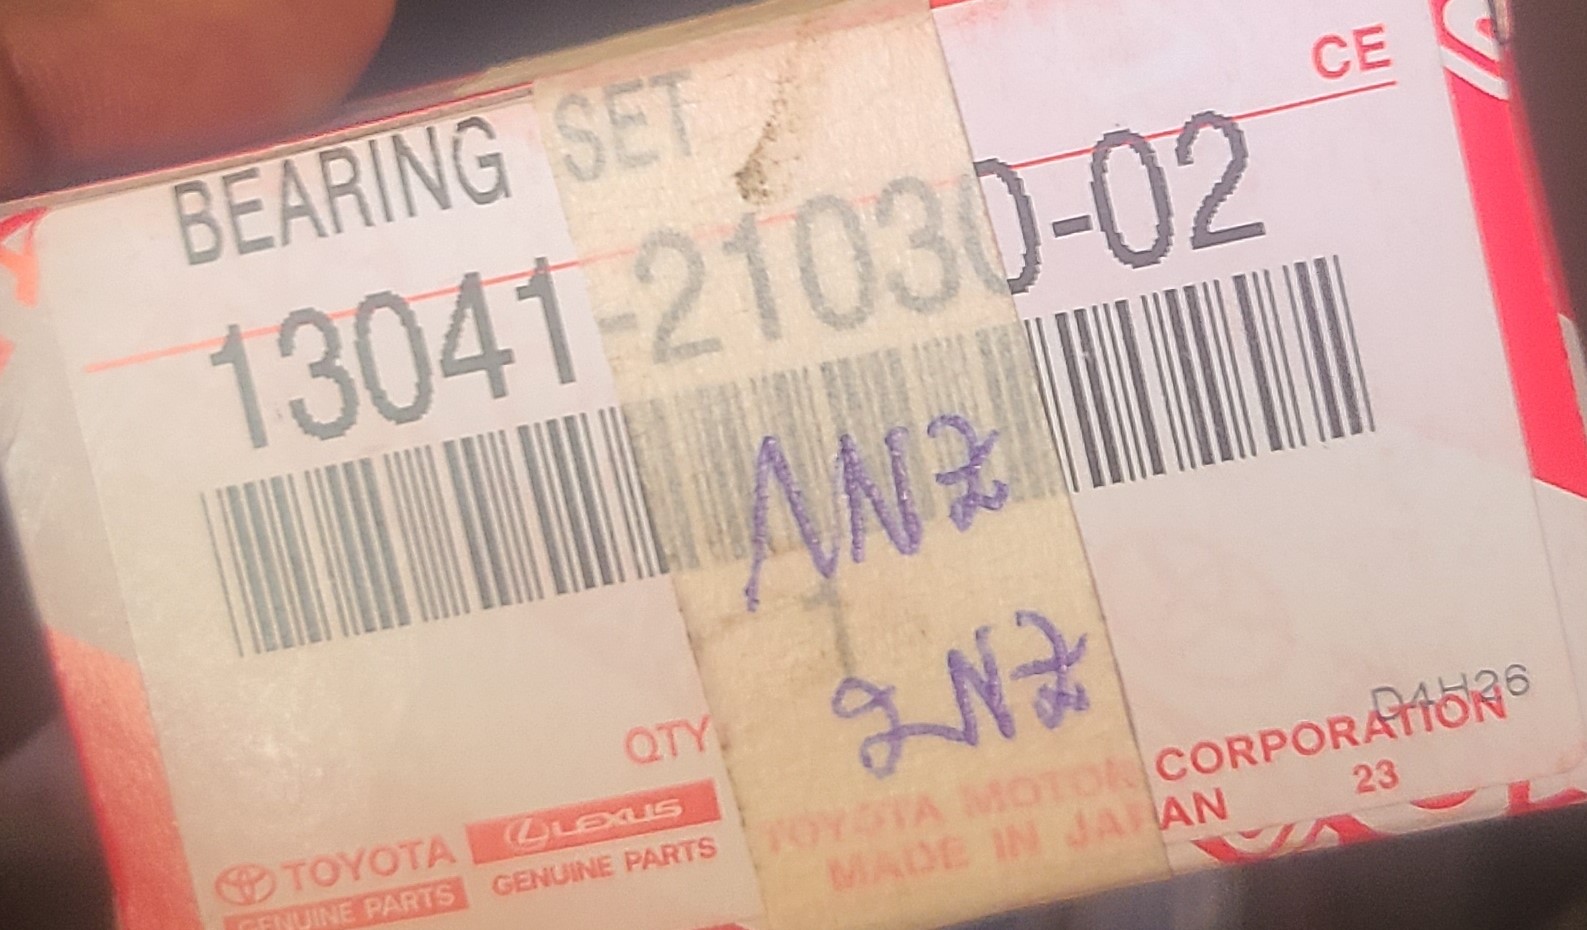 CE
BEARING SET
13041-21030-02
1NZ
1
2NZ
D4H26
QTY
TOYOTA
GENUINE PARTS
LEXUS
GENUINE PARTS
TOYOTA MOTOR CORPORATION
MADE IN JAPAN
23